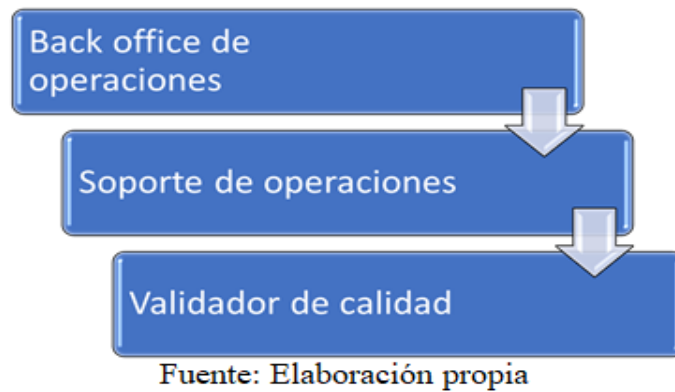 Back office de
operaciones
Soporte de operaciones
Validador de calidad
Fuente: Elaboración propia